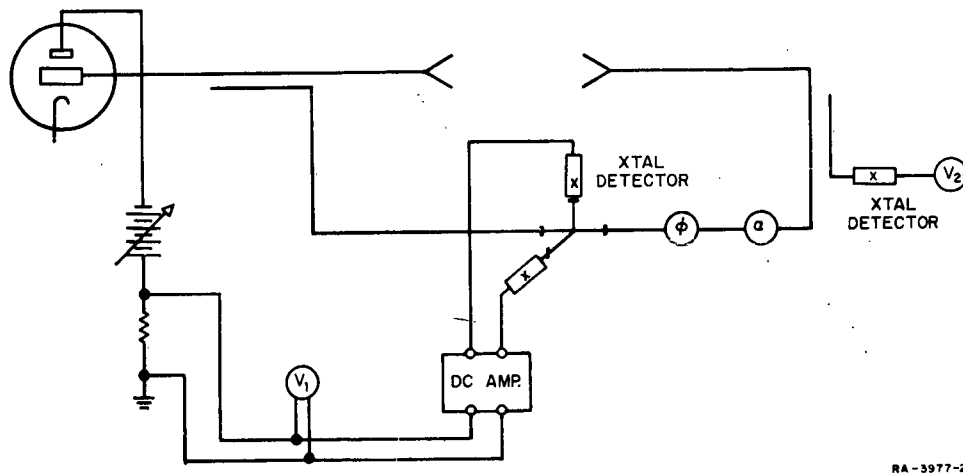 XTAL
DETECTOR
V2
XTAL
DETECTOR
x
x
x
ϕ
α
DC AMP.
V1
RA-3977-2